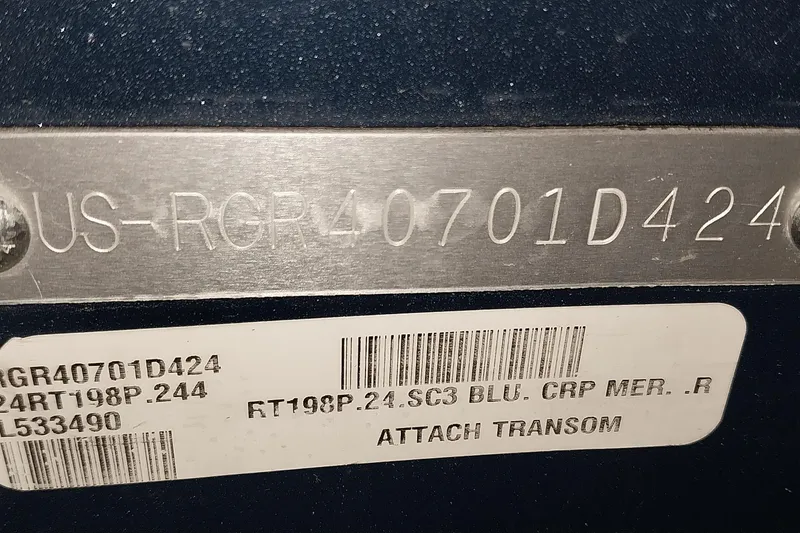 US-RGR40701D424
RGR40701D424
24RT198P.244
L533490
RT198P.24.SC3 BLU. CRP MER. .R
ATTACH TRANSOM